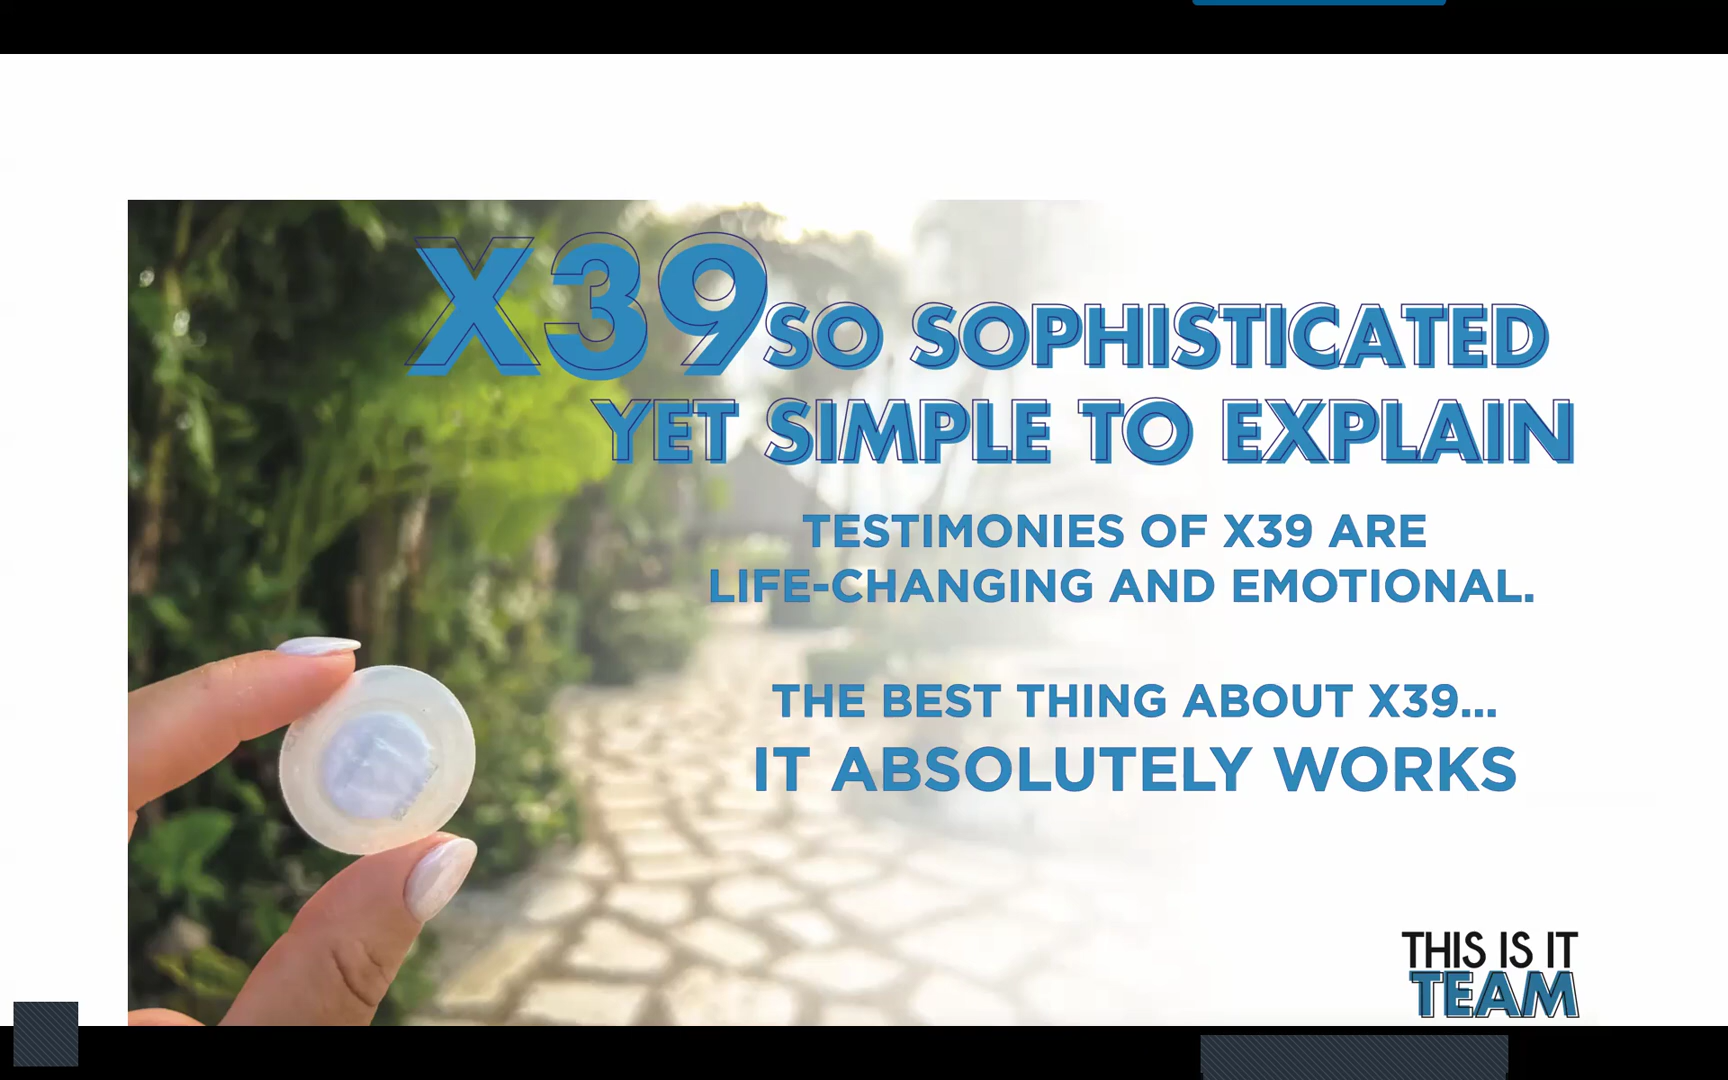 X39 SO SOPHISTICATED
YET SIMPLE TO EXPLAIN
TESTIMONIES OF X39 ARE
LIFE-CHANGING AND EMOTIONAL.
THE BEST THING ABOUT X39...
IT ABSOLUTELY WORKS
THIS IS IT
TEAM